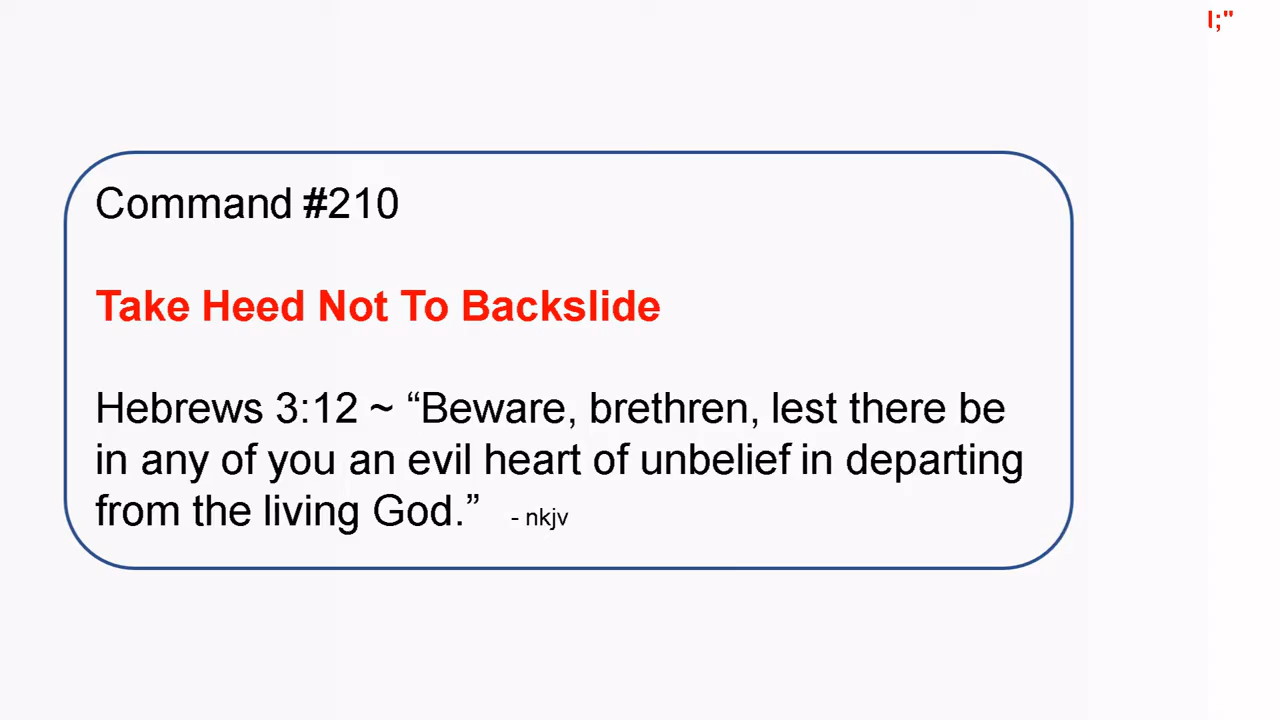 I;"
Command #210
Take Heed Not To Backslide
Hebrews 3:12 ~ “Beware, brethren, lest there be
in any of you an evil heart of unbelief in departing
from the living God.” - nkjv